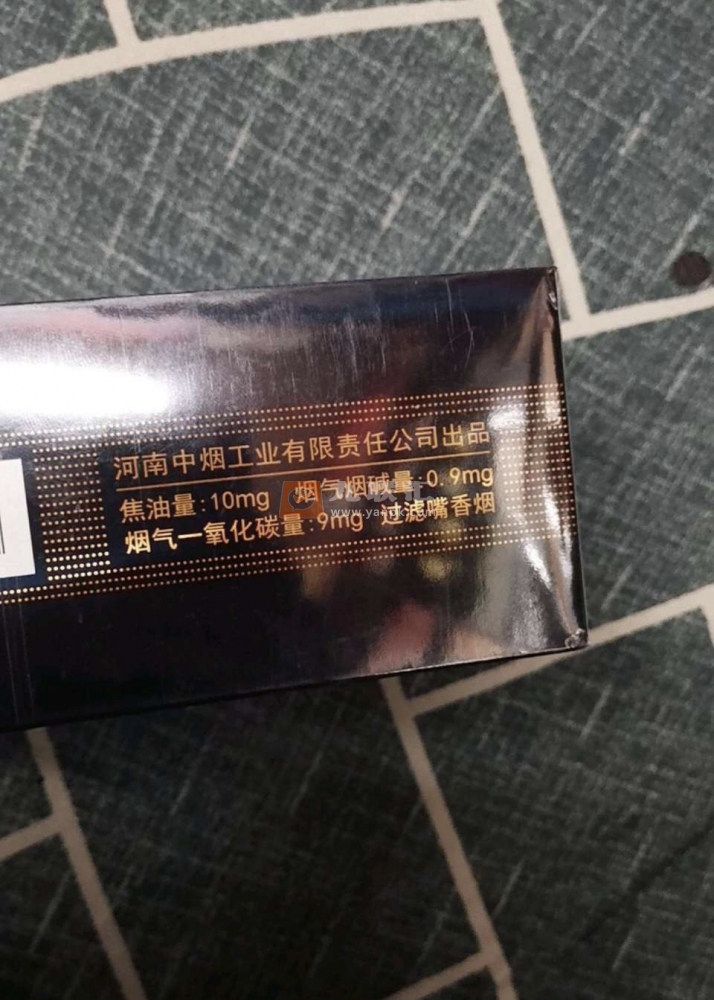 河南中烟工业有限责任公司出品
焦油量:10mg 烟气烟碱量:0.9mg
烟气一氧化碳量:9mg 过滤嘴香烟